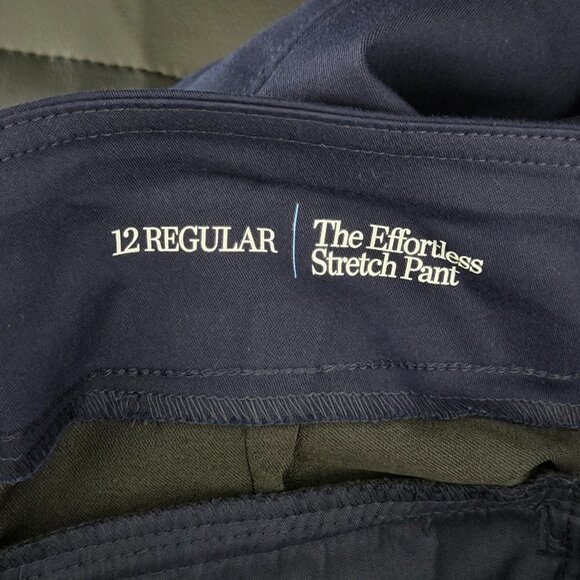 12 REGULAR
The Effortless
Stretch Pant